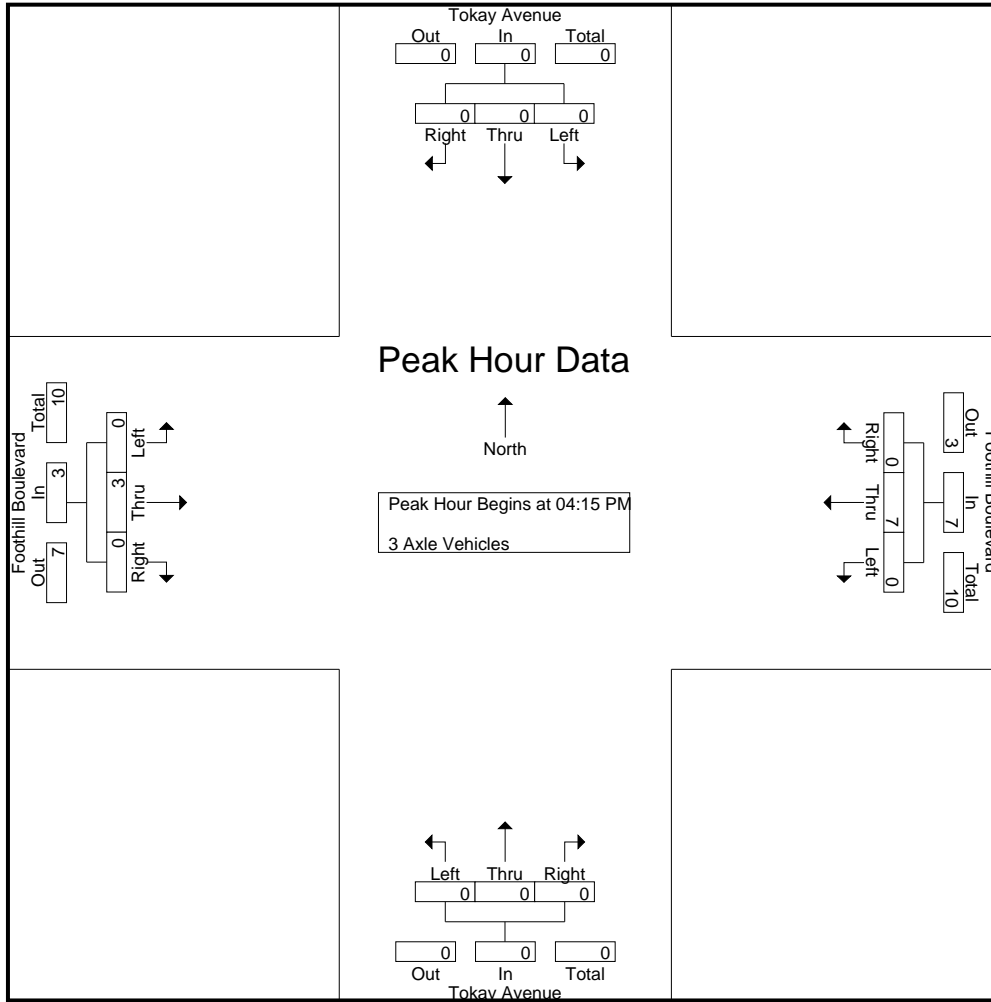 Tokay Avenue
Out In Total
0 0 0
0 0 0
Right Thru Left
Peak Hour Data
North
Peak Hour Begins at 04:15 PM
3 Axle Vehicles
Foothill Boulevard
Out In Total
7 3 10
0 3 0
Left Thru Right
Right Thru Left
0 7 0
Out In Total
3 7 10
Foothill Boulevard
Left Thru Right
0 0 0
0 0 0
Out In Total
Tokay Avenue